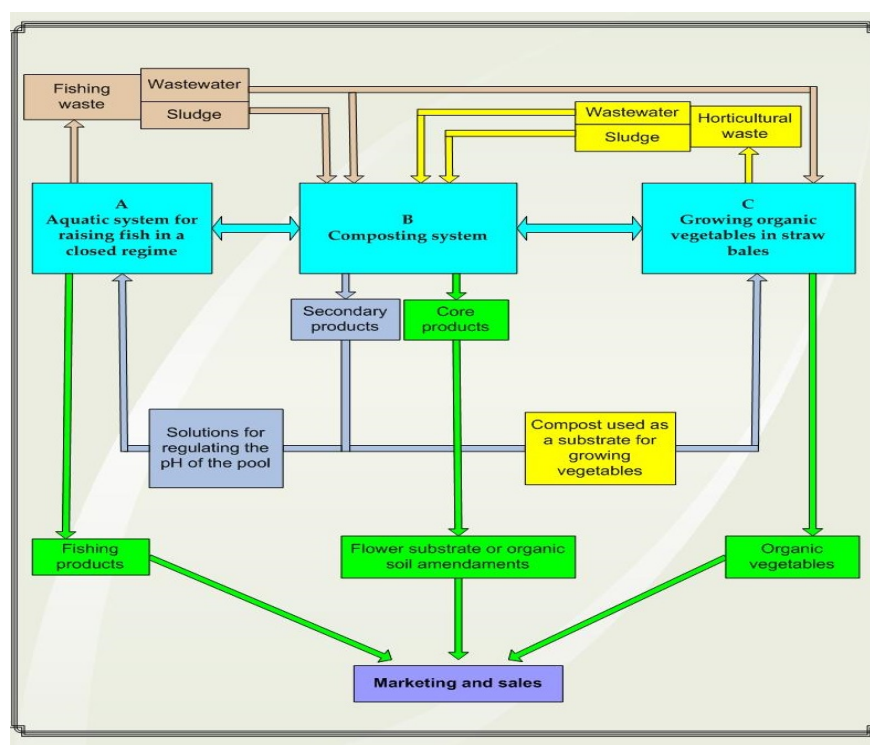 Fishing
waste
Wastewater
Sludge
Wastewater
Sludge
Horticultural
waste
A
Aquatic system for
raising fish in a
closed regime
B
Composting system
C
Growing organic
vegetables in straw
bales
Secondary
products
Core
products
Solutions for
regulating the
pH of the pool
Compost used as
a substrate for
growing
vegetables
Fishing
products
Flower substrate or organic
soil amendaments
Organic
vegetables
Marketing and sales